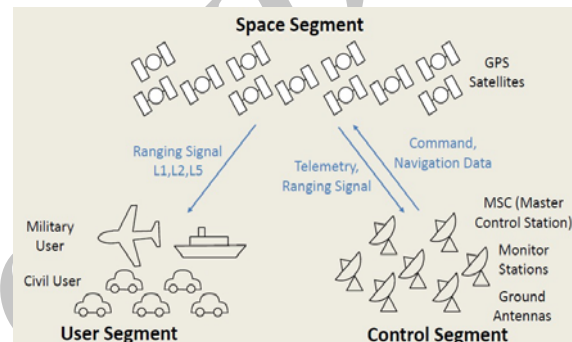 Space Segment
GPS
Satellites
Ranging Signal
L1,L2,L5
Telemetry,
Ranging Signal
Command,
Navigation Data
Military
User
Civil User
MSC (Master
Control Station)
Monitor
Stations
Ground
Antennas
User Segment
Control Segment